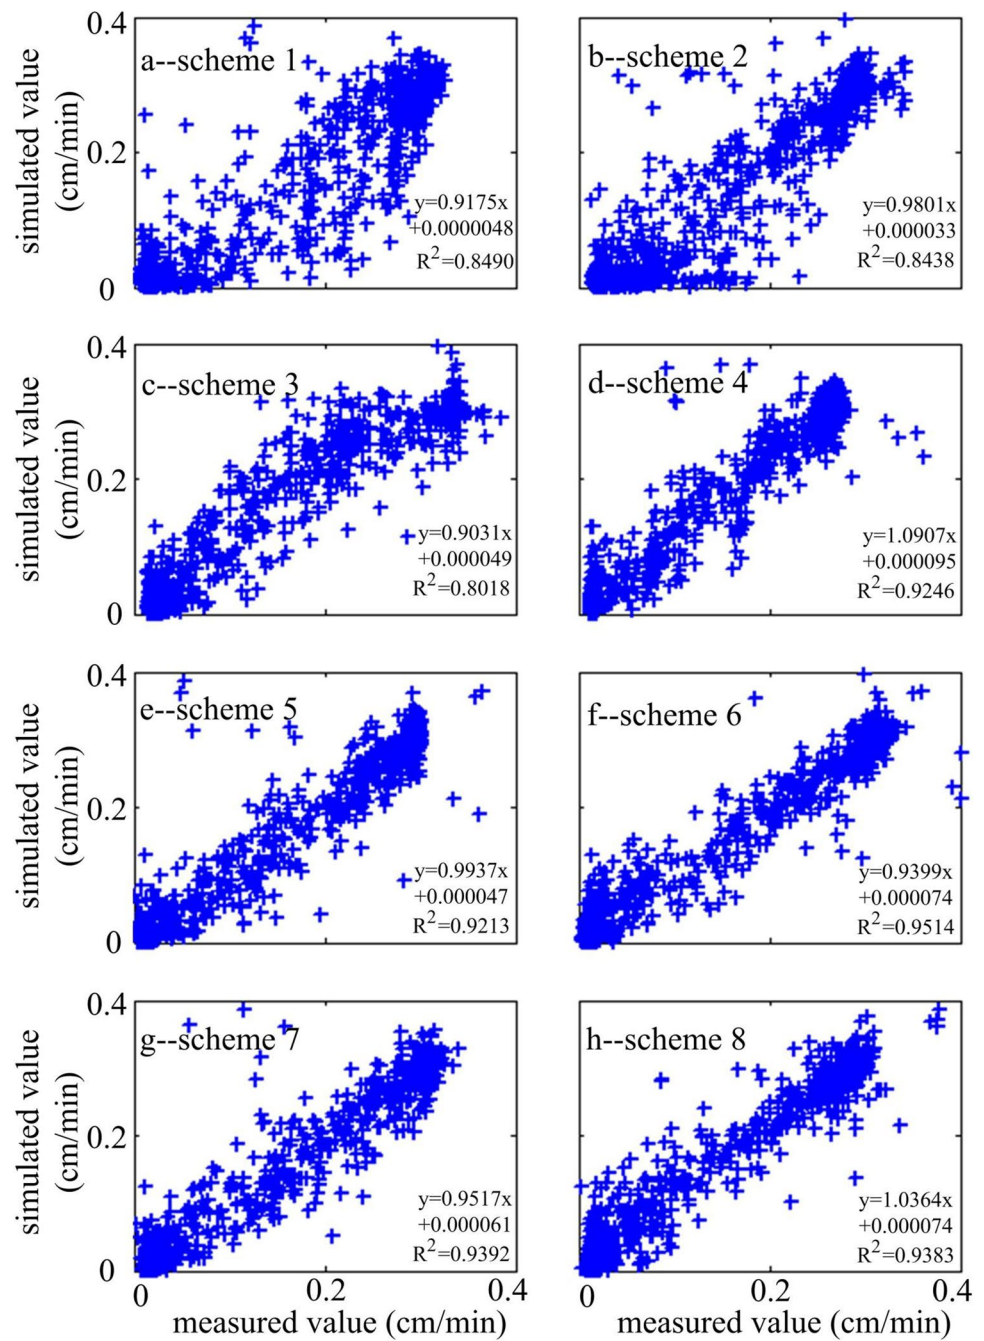 0.4
a--scheme 1
b--scheme 2
simulated value
(cm/min)
0.2
y=0.9175x
+0.0000048
R2=0.8490
y=0.9801x
+0.000033
R2=0.8438
0
0.4
c--scheme 3
d--scheme 4
simulated value
(cm/min)
0.2
y=0.9031x
+0.000049
R2=0.8018
y=1.0907x
+0.000095
R2=0.9246
0
0.4
e--scheme 5
f--scheme 6
simulated value
(cm/min)
0.2
y=0.9937x
+0.000047
R2=0.9213
y=0.9399x
+0.000074
R2=0.9514
0
0.4
g--scheme 7
h--scheme 8
simulated value
(cm/min)
0.2
y=0.9517x
+0.000061
R2=0.9392
y=1.0364x
+0.000074
R2=0.9383
0
0 0.2 0.4
0 0.2 0.4
measured value (cm/min)
measured value (cm/min)